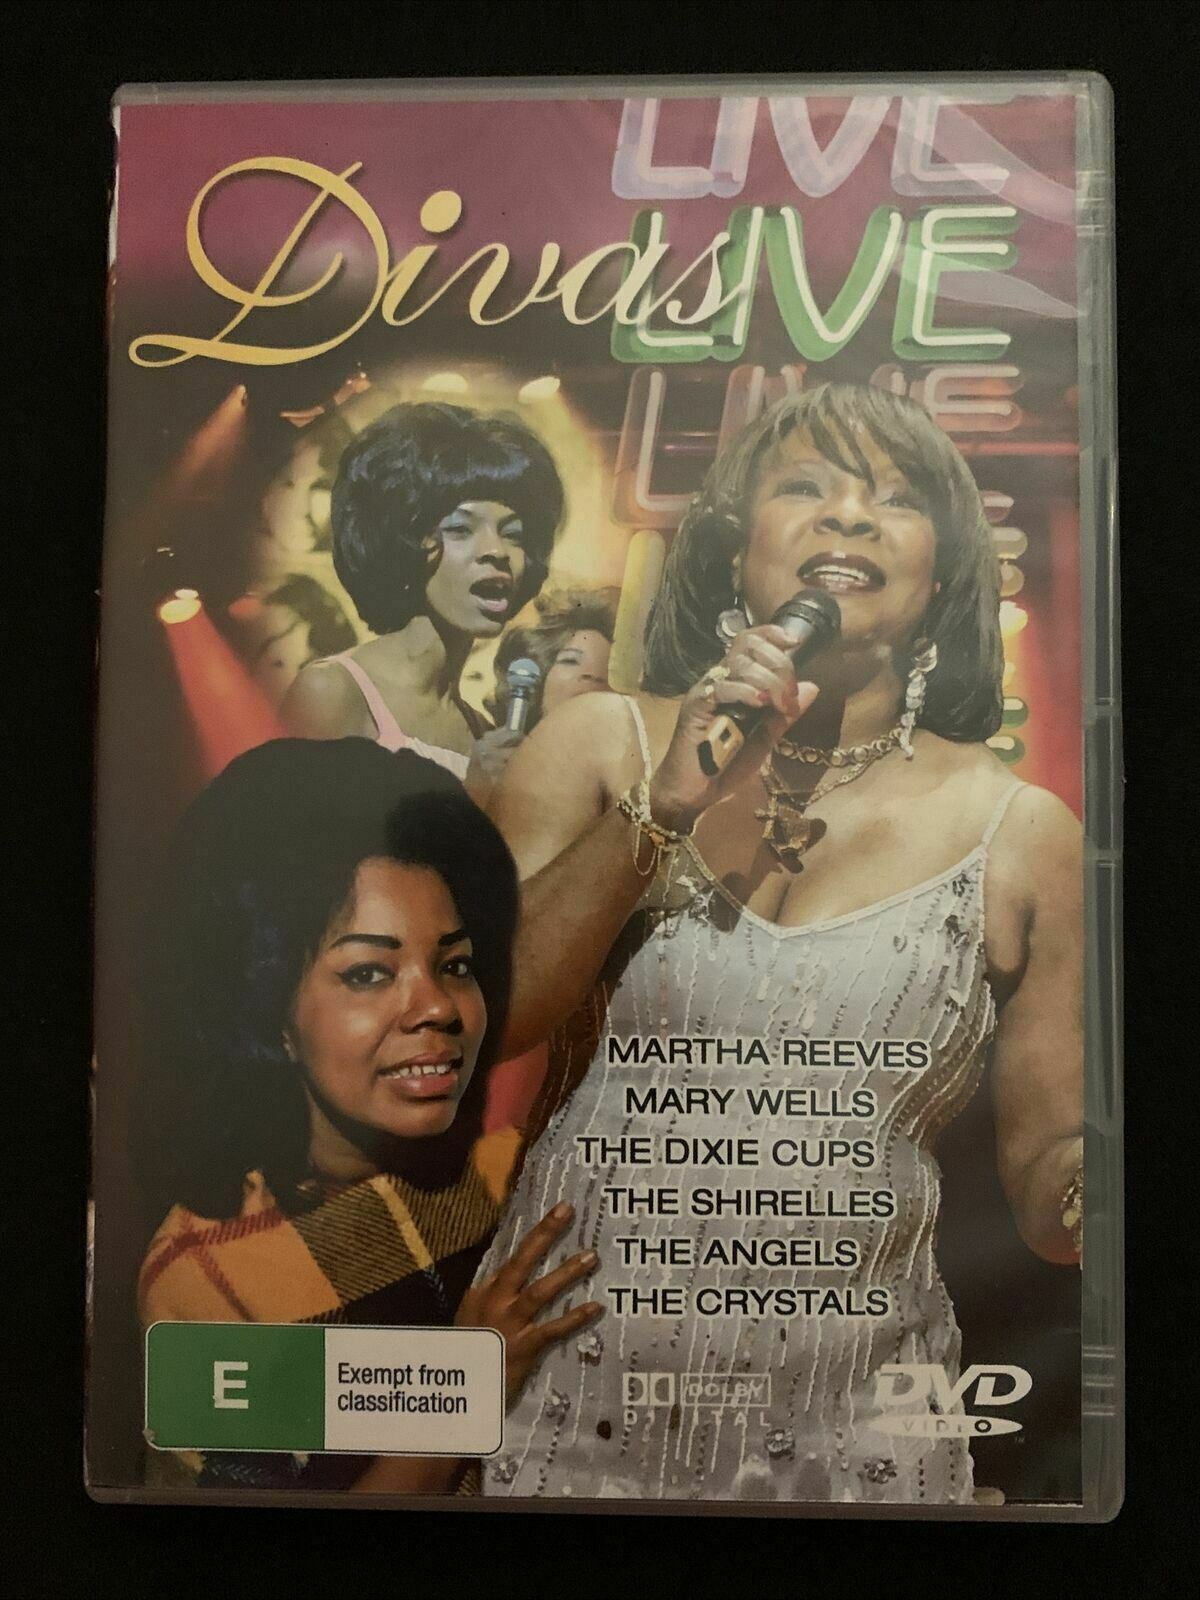 LIVE
Divas LIVE
LIVE
MARTHA REEVES
MARY WELLS
THE DIXIE CUPS
THE SHIRELLES
THE ANGELS
THE CRYSTALS
E
Exempt from
classification
DOLBY
DIGITAL
DVD
VIDEO
TM